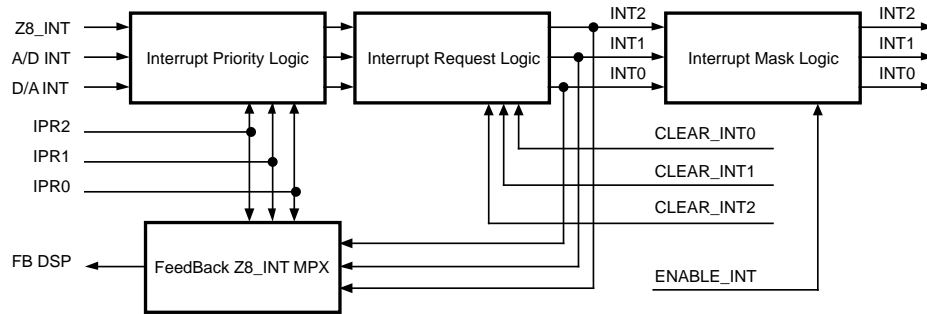 Z8_INT
A/D INT
D/A INT
Interrupt Priority Logic
Interrupt Request Logic
INT2
INT1
INT0
Interrupt Mask Logic
INT2
INT1
INT0
IPR2
IPR1
IPR0
CLEAR_INT0
CLEAR_INT1
CLEAR_INT2
FB DSP
FeedBack Z8_INT MPX
ENABLE_INT